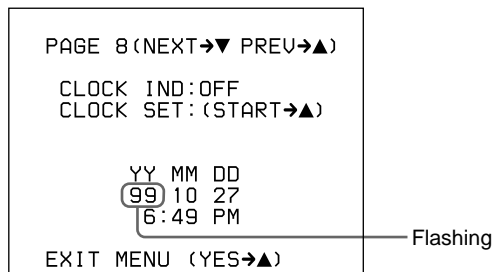 PAGE 8(NEXT→▼ PREV→▲)
CLOCK IND:OFF
CLOCK SET:(START→▲)
YY MM DD
99 10 27
6:49 PM
Flashing
EXIT MENU (YES→▲)